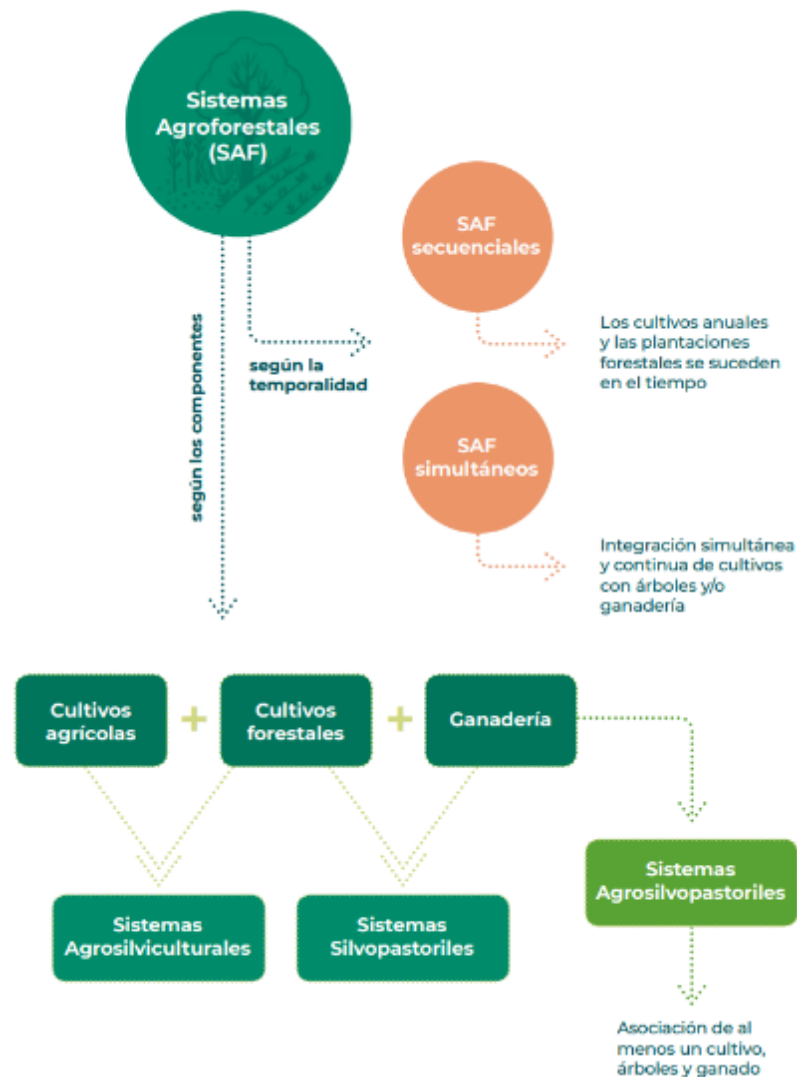 Sistemas
Agroforestales
(SAF)
SAF
secuenciales
Los cultivos anuales
y las plantaciones
forestales se suceden
en el tiempo
según la
temporalidad
según los componentes
SAF
simultáneos
Integración simultánea
y continua de cultivos
con árboles y/o
ganadería
Cultivos
agrícolas
+
Cultivos
forestales
+
Ganadería
Sistemas
Agrosilviculturales
Sistemas
Silvopastoriles
Sistemas
Agrosilvopastoriles
Asociación de al
menos un cultivo,
árboles y ganado